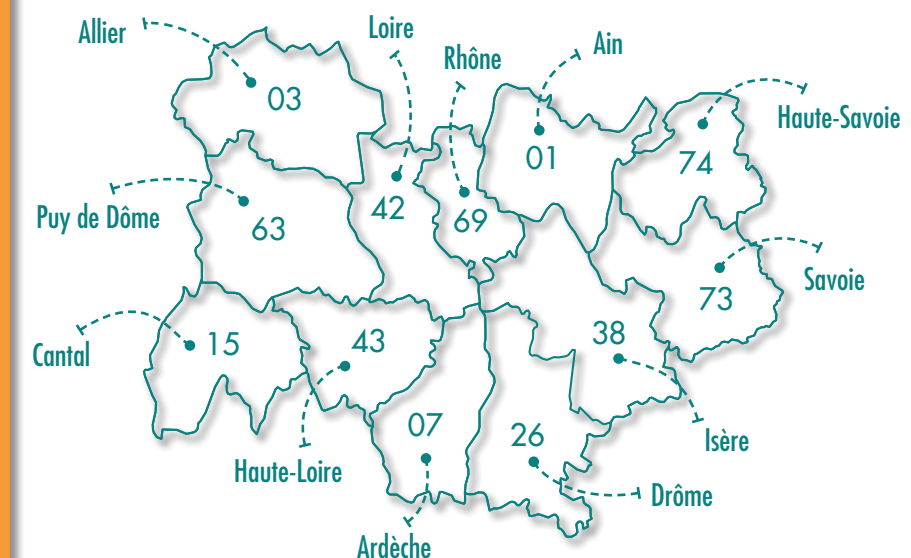 Allier
Loire
Rhône
Ain
Haute-Savoie
03
01
74
Puy de Dôme
63
42
69
Savoie
73
Cantal
15
43
38
Isère
07
26
Haute-Loire
Drôme
Ardèche